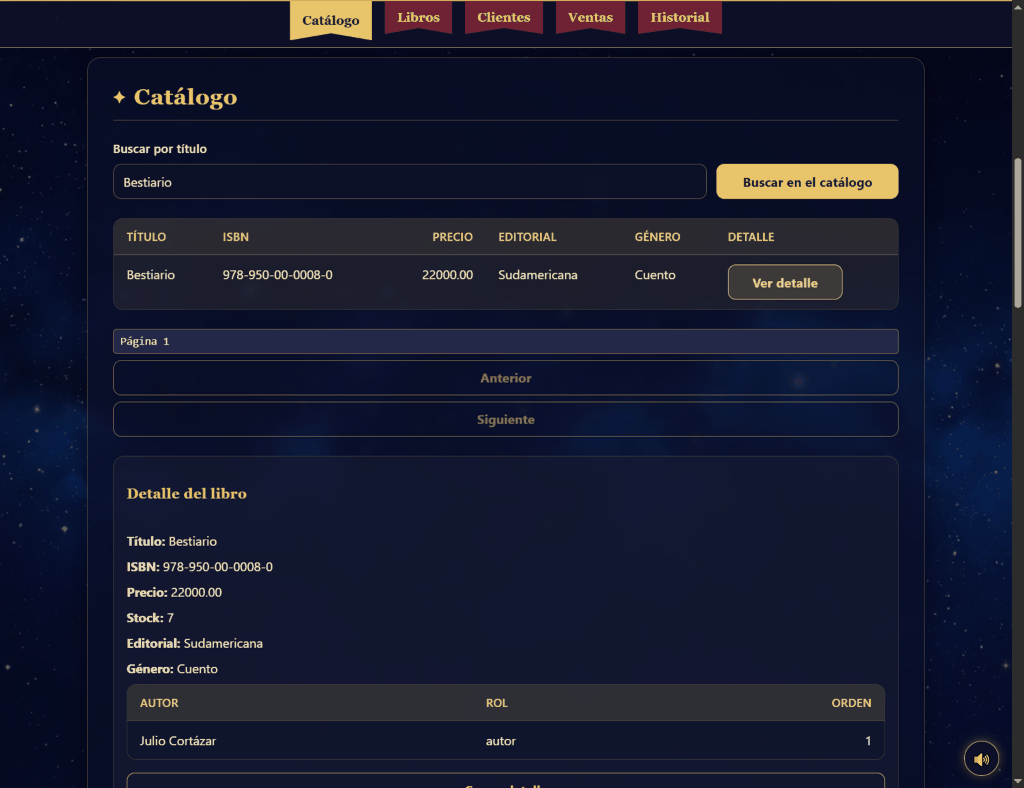 Catálogo Libros Clientes Ventas Historial
✦ Catálogo
Buscar por título
Bestiario Buscar en el catálogo
TÍTULO ISBN PRECIO EDITORIAL GÉNERO DETALLE
Bestiario 978-950-00-0008-0 22000.00 Sudamericana Cuento Ver detalle
Página 1
Anterior
Siguiente
Detalle del libro
Título: Bestiario
ISBN: 978-950-00-0008-0
Precio: 22000.00
Stock: 7
Editorial: Sudamericana
Género: Cuento
AUTOR ROL ORDEN
Julio Cortázar autor 1